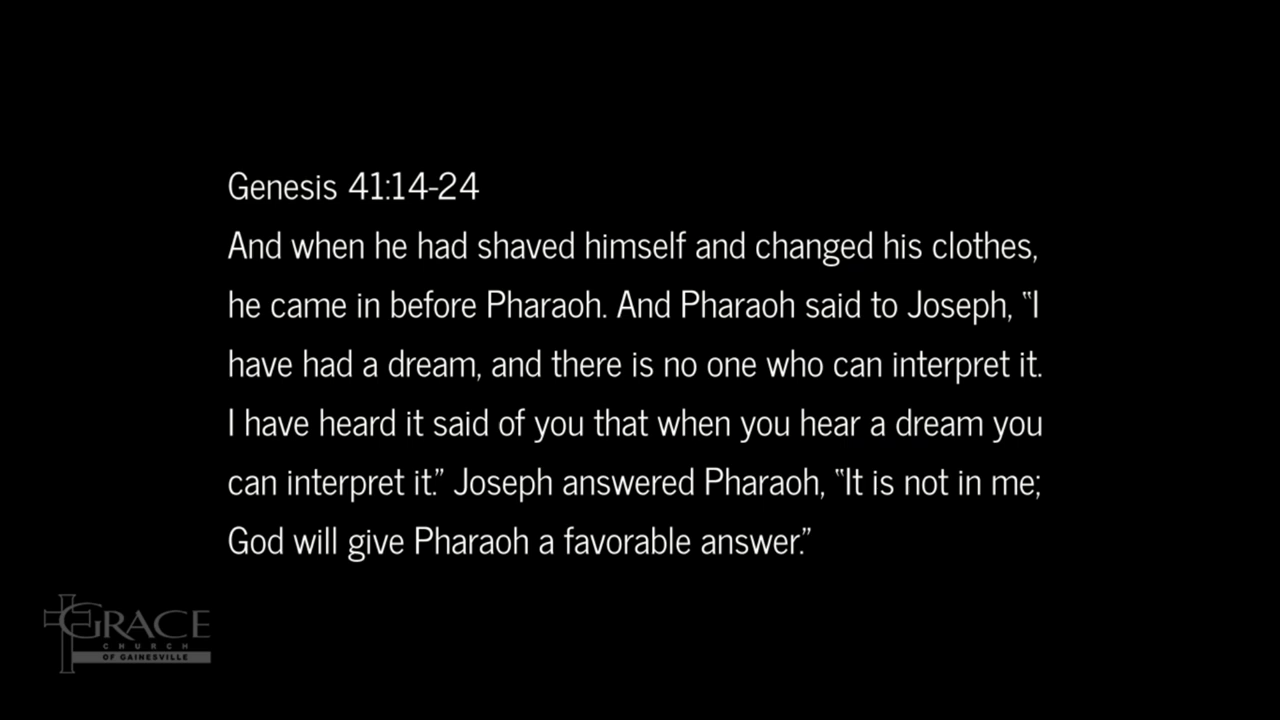 Genesis 41:14-24
And when he had shaved himself and changed his clothes,
he came in before Pharaoh. And Pharaoh said to Joseph, “I
have had a dream, and there is no one who can interpret it.
I have heard it said of you that when you hear a dream you
can interpret it.” Joseph answered Pharaoh, “It is not in me;
God will give Pharaoh a favorable answer.”
GRACE
CHURCH
OF GAINESVILLE